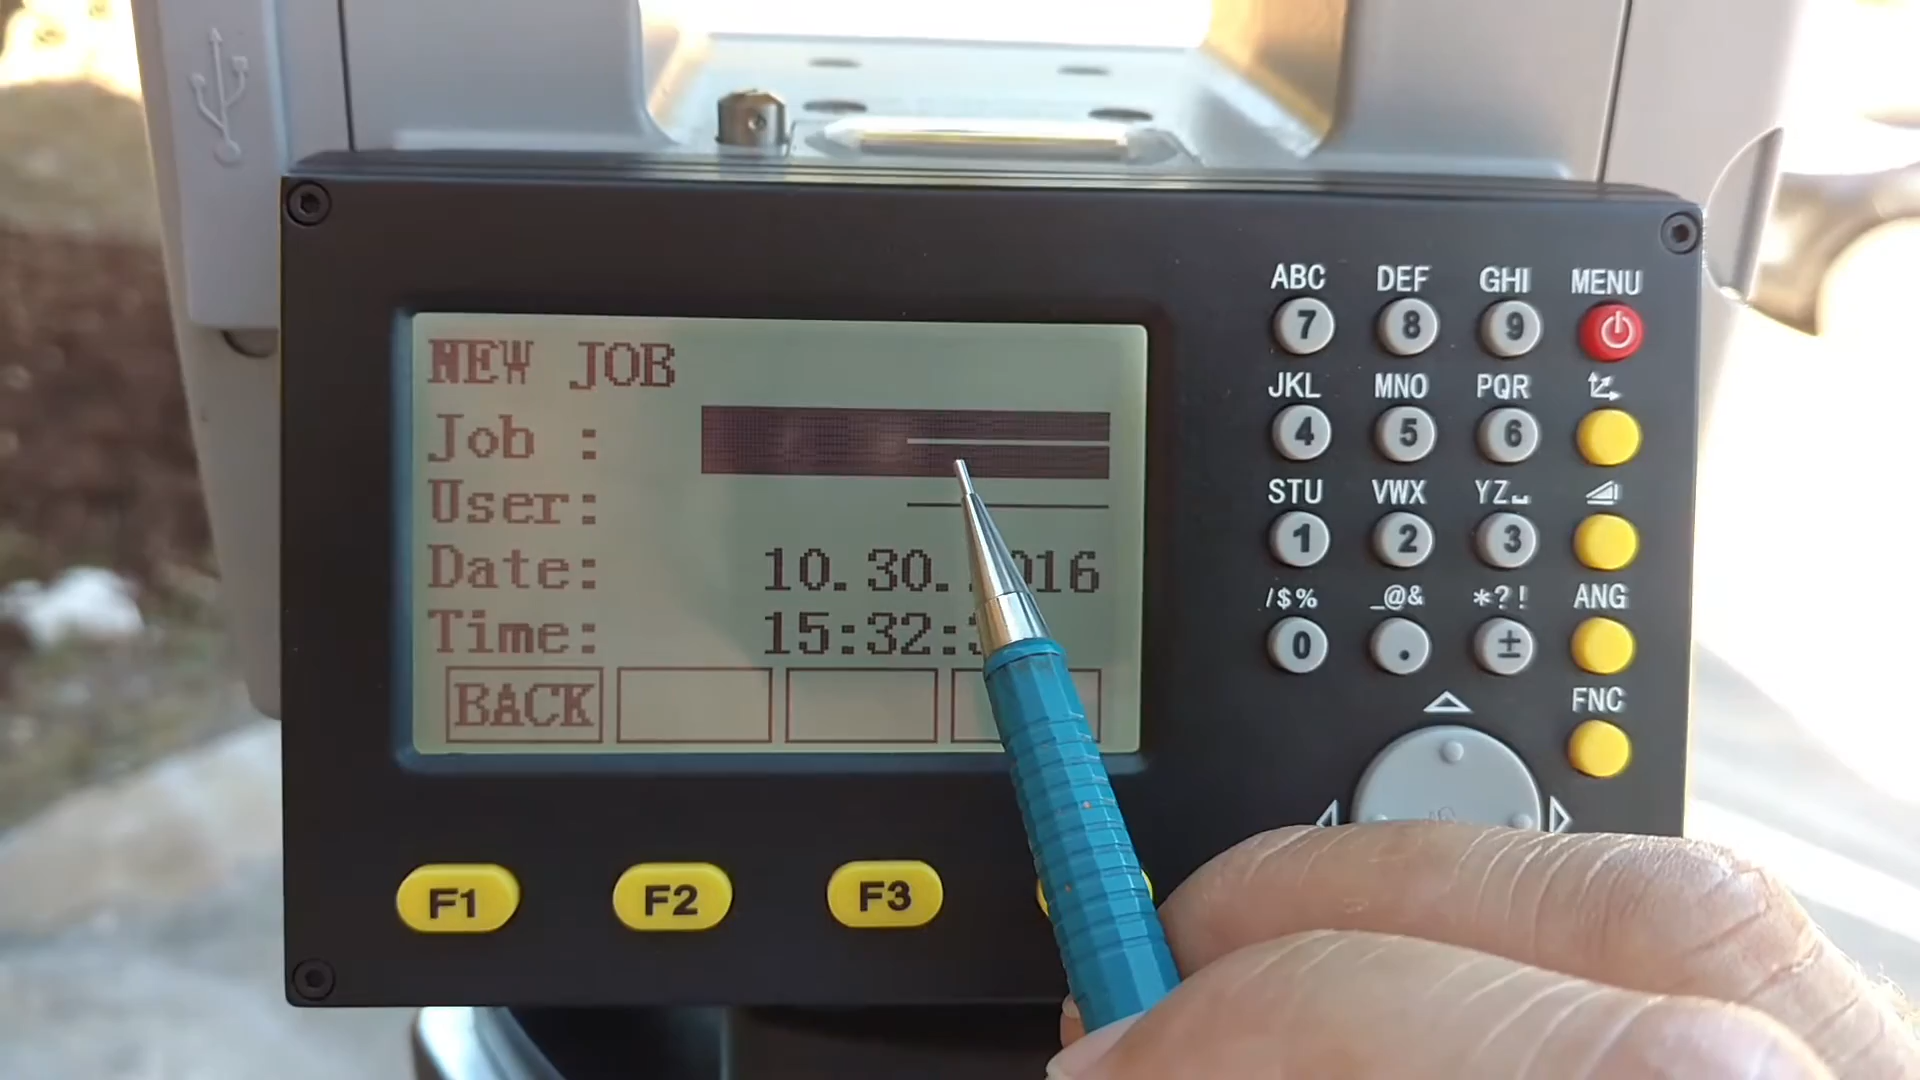 NEW JOB
Job :
User:
Date: 10.30. 016
Time: 15:32:
BACK
F1 F2 F3
ABC DEF GHI MENU
7 8 9
JKL MNO PQR
4 5 6
STU VWX YZ␣
1 2 3
/$% _@& *?! ANG
0 . ±
FNC